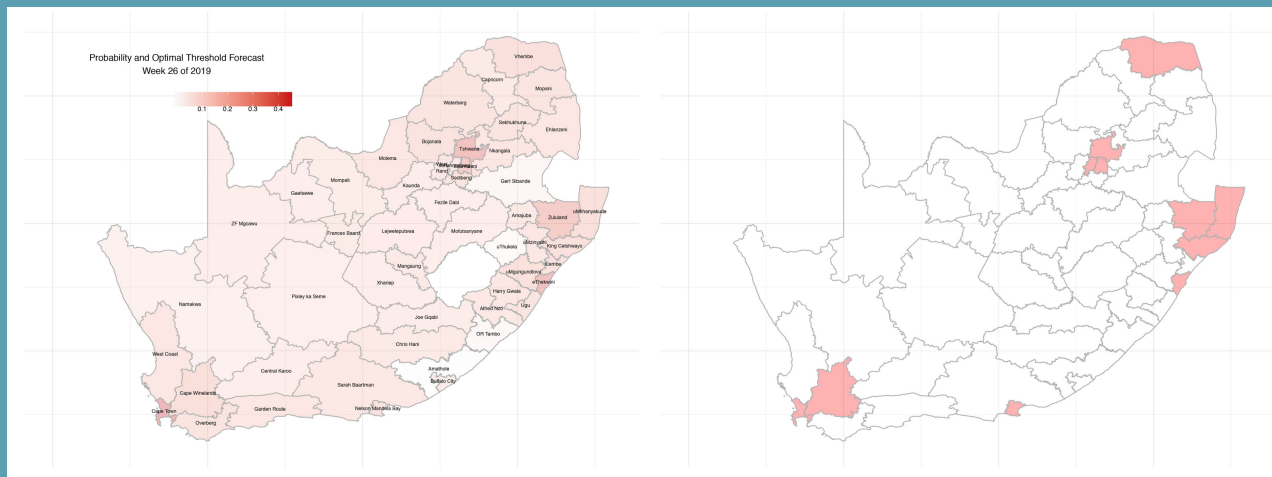 Probability and Optimal Threshold Forecast
Week 26 of 2019
0.1 0.2 0.3 0.4
Vhembe
Capricorn
Mopani
Waterberg
Sekhukhune
Ehlanzeni
Bojanala
Tshwane
Nkangala
Molema
West
Rand
Sedibeng
Gert Sibande
Mompati
Kaunda
Gaetsewe
Fezile Dabi
Amajuba
Zululand
uMkhanyakude
ZF Mgcawu
Frances Baard
Lejweleputswa
Mofutsanyane
uMzinyathi
uThukela
King Cetshwayo
Mangaung
iLembe
uMgungundlovu
Xhariep
eThekwini
Pixley ka Seme
Harry Gwala
Namakwa
Alfred Nzo
Ugu
Joe Gqabi
OR Tambo
Chris Hani
West Coast
Amathole
Central Karoo
Buffalo City
Sarah Baartman
Cape Winelands
Cape Town
Garden Route
Nelson Mandela Bay
Overberg